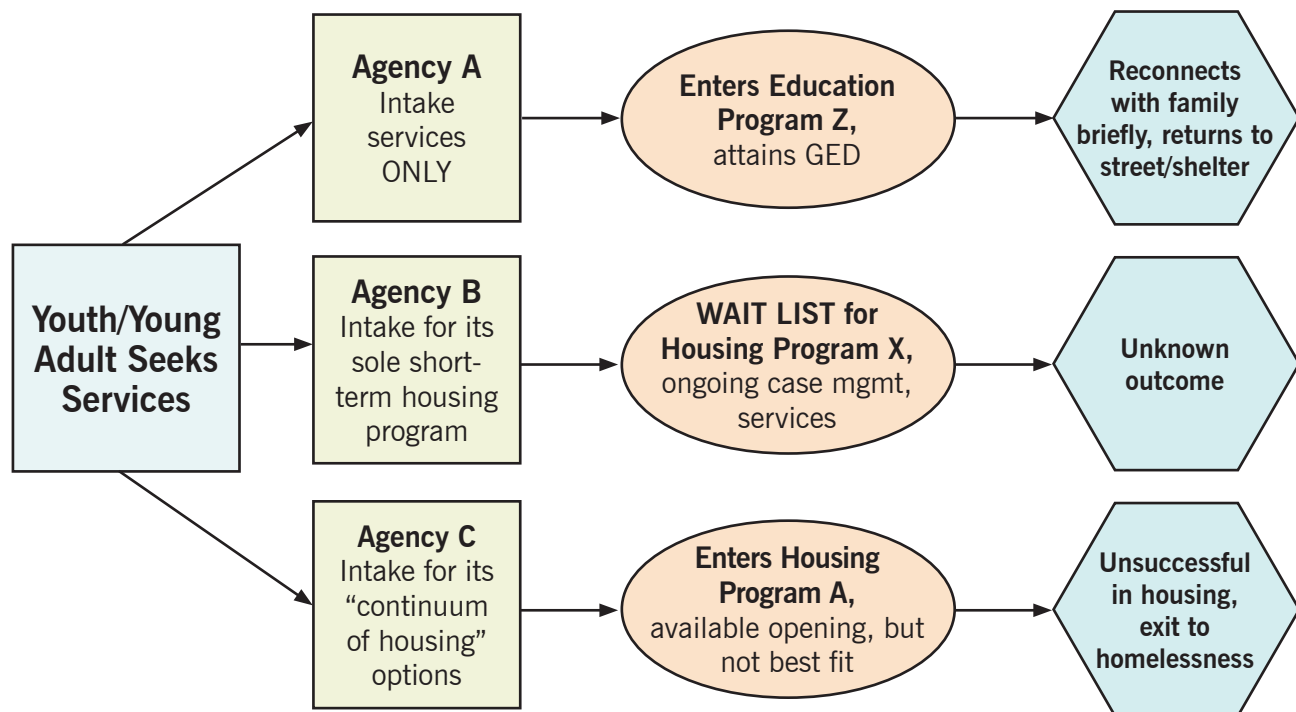 Youth/Young
Adult Seeks
Services
Agency A
Intake
services
ONLY
Enters Education
Program Z,
attains GED
Reconnects
with family
briefly, returns to
street/shelter
Agency B
Intake for its
sole short-
term housing
program
WAIT LIST for
Housing Program X,
ongoing case mgmt,
services
Unknown
outcome
Agency C
Intake for its
“continuum
of housing”
options
Enters Housing
Program A,
available opening, but
not best fit
Unsuccessful
in housing,
exit to
homelessness